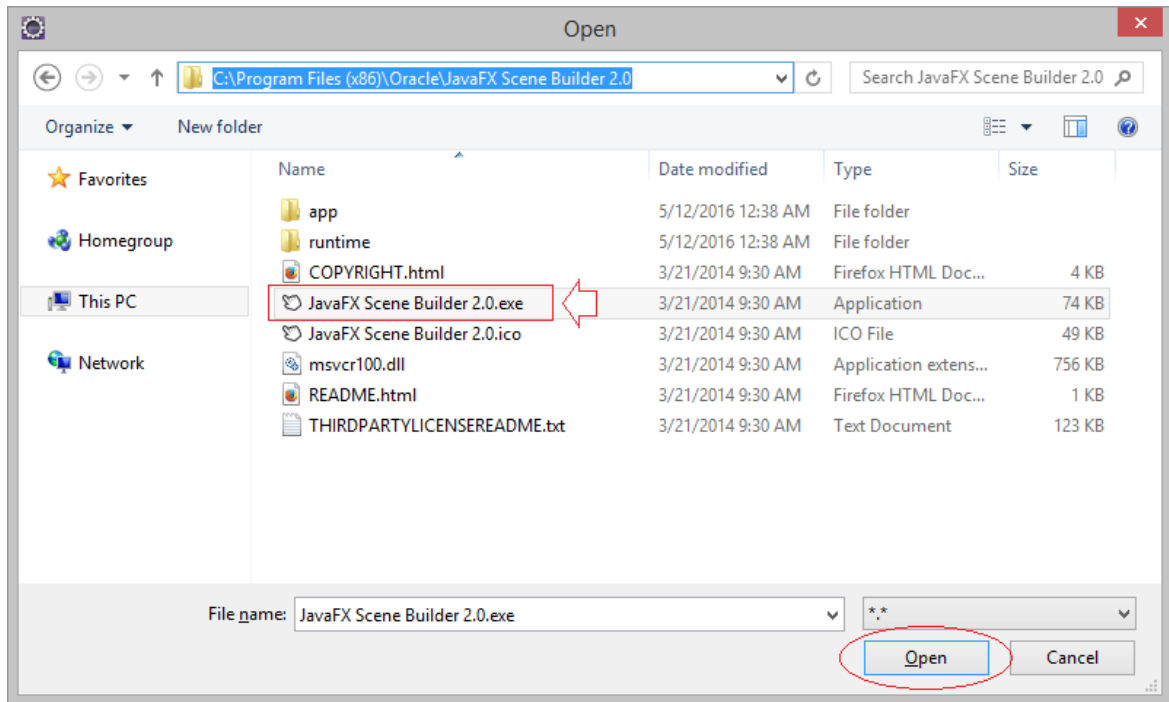 Open
C:\Program Files (x86)\Oracle\JavaFX Scene Builder 2.0
Search JavaFX Scene Builder 2.0
Organize New folder
Name Date modified Type Size
Favorites
Homegroup
This PC
Network
app 5/12/2016 12:38 AM File folder
runtime 5/12/2016 12:38 AM File folder
COPYRIGHT.html 3/21/2014 9:30 AM Firefox HTML Doc... 4 KB
JavaFX Scene Builder 2.0.exe 3/21/2014 9:30 AM Application 74 KB
JavaFX Scene Builder 2.0.ico 3/21/2014 9:30 AM ICO File 49 KB
msvcr100.dll 3/21/2014 9:30 AM Application extens... 756 KB
README.html 3/21/2014 9:30 AM Firefox HTML Doc... 1 KB
THIRDPARTYLICENSEREADME.txt 3/21/2014 9:30 AM Text Document 123 KB
File name: JavaFX Scene Builder 2.0.exe *.*
Open Cancel